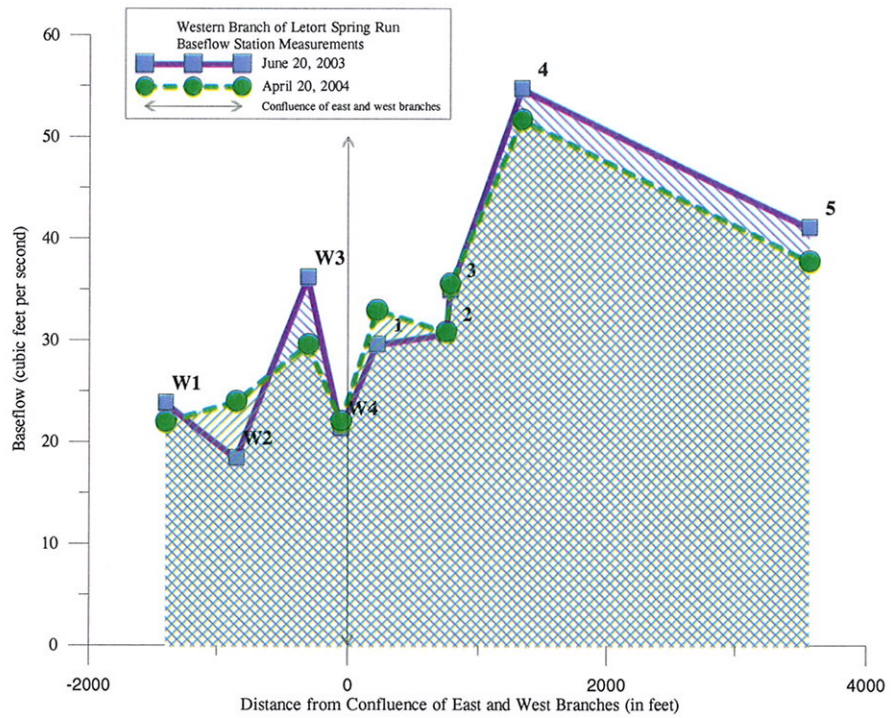 Western Branch of Letort Spring Run
Baseflow Station Measurements
June 20, 2003
April 20, 2004
Confluence of east and west branches
60
50
40
30
20
10
0
Baseflow (cubic feet per second)
W1
W2
W3
W4
1
2
3
4
5
-2000
0
2000
4000
Distance from Confluence of East and West Branches (in feet)